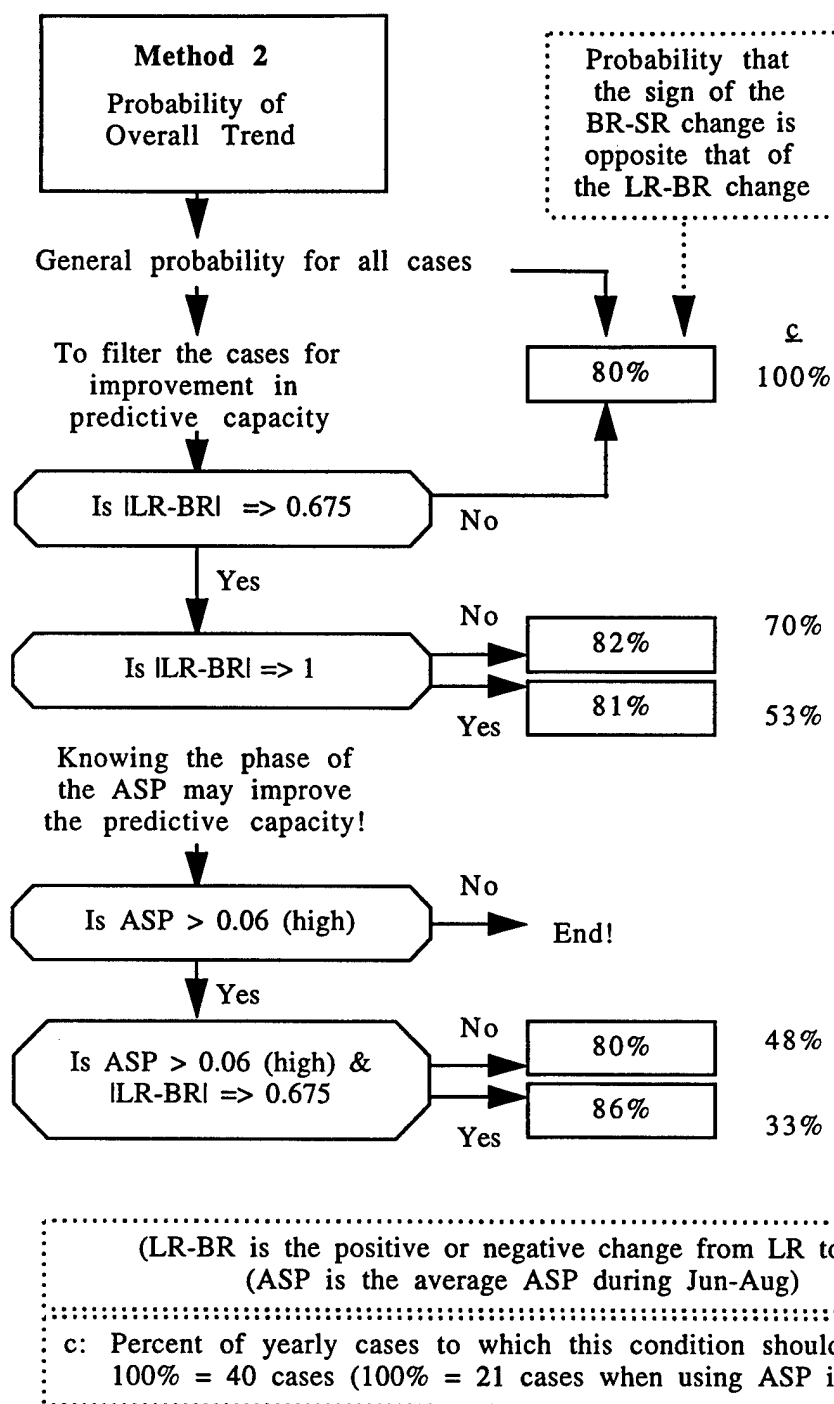 Method 2
Probability of
Overall Trend
Probability that
the sign of the
BR-SR change is
opposite that of
the LR-BR change
General probability for all cases
To filter the cases for
improvement in
predictive capacity
c
80%
100%
Is |LR-BR| => 0.675
No
Yes
Is |LR-BR| => 1
No
82%
70%
Yes
81%
53%
Knowing the phase of
the ASP may improve
the predictive capacity!
Is ASP > 0.06 (high)
No
End!
Yes
Is ASP > 0.06 (high) &
|LR-BR| => 0.675
No
80%
48%
Yes
86%
33%
(LR-BR is the positive or negative change from LR to
(ASP is the average ASP during Jun-Aug)
c: Percent of yearly cases to which this condition should
100% = 40 cases (100% = 21 cases when using ASP i